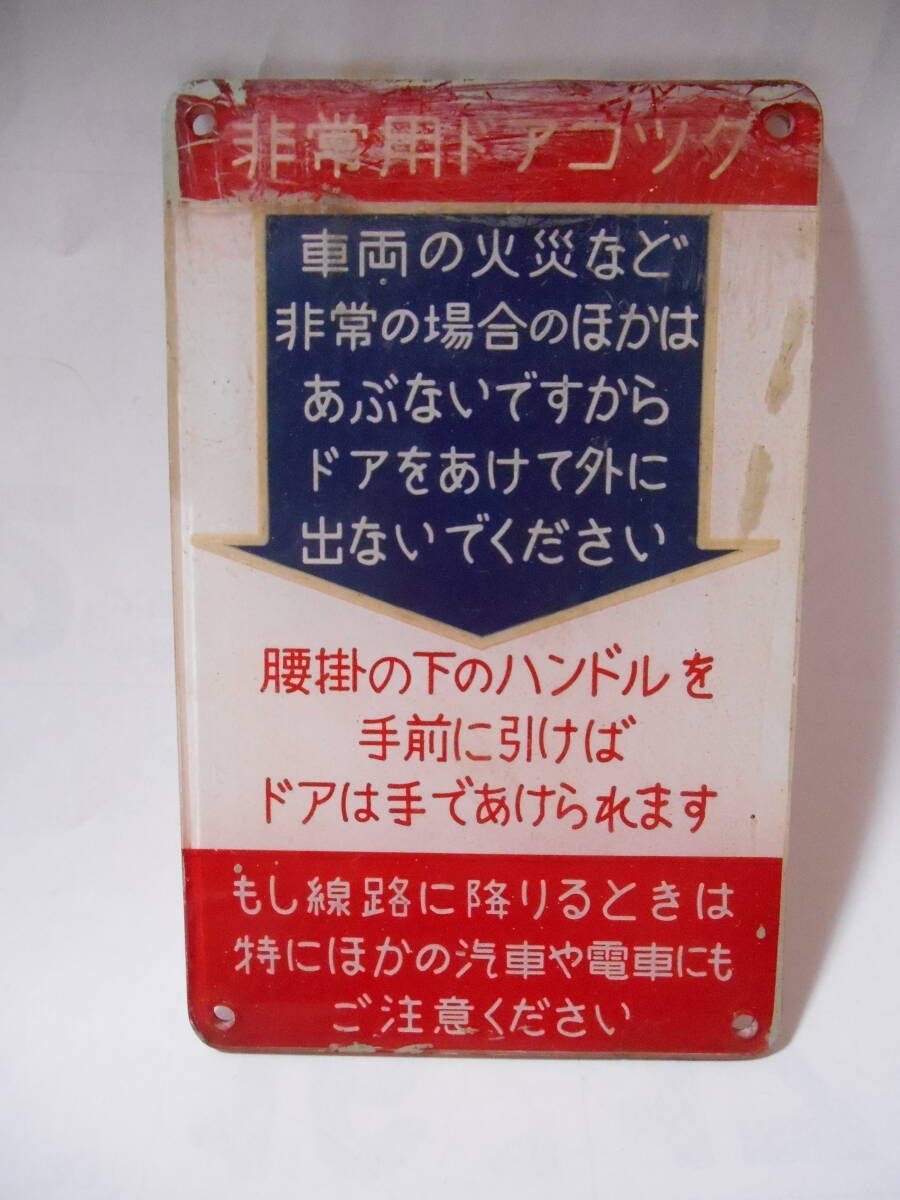 非常用ドアコツク
車両の火災など
非常の場合のほかは
あぶないですから
ドアをあけて外に
出ないでください
腰掛の下のハンドルを
手前に引けば
ドアは手であけられます
もし線路に降りるときは
特にほかの汽車や電車にも
ご注意ください